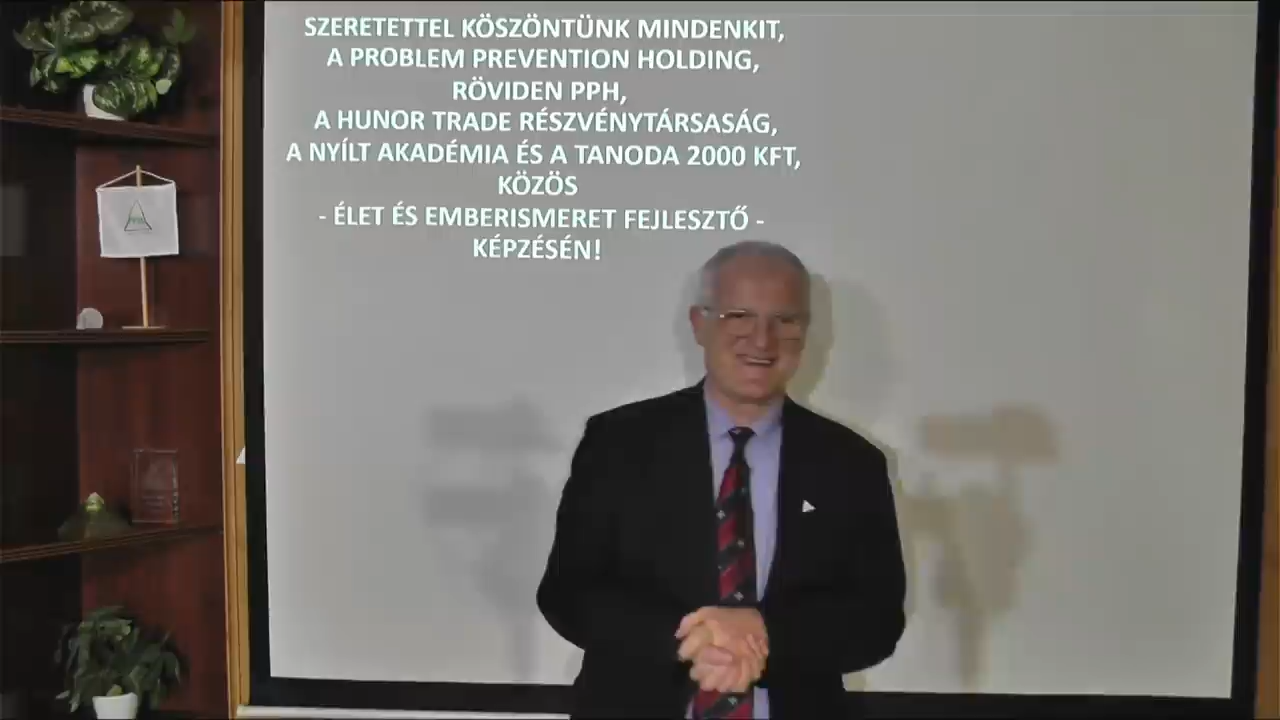 SZERETETTEL KÖSZÖNTÜNK MINDENKIT,
A PROBLEM PREVENTION HOLDING,
RÖVIDEN PPH,
A HUNOR TRADE RÉSZVÉNYTÁRSASÁG,
A NYÍLT AKADÉMIA ÉS A TANODA 2000 KFT,
KÖZÖS
- ÉLET ÉS EMBERISMERET FEJLESZTŐ -
KÉPZÉSÉN!